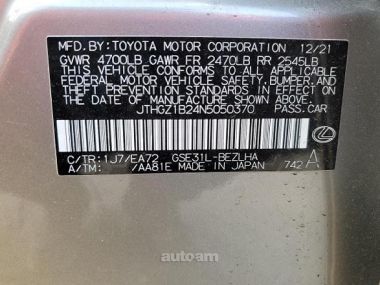 MFD. BY: TOYOTA MOTOR CORPORATION 12/21
GVWR 4700LB GAWR FR 2470LB RR 2545LB
THIS VEHICLE CONFORMS TO ALL APPLICABLE
FEDERAL MOTOR VEHICLE SAFETY, BUMPER, AND
THEFT PREVENTION STANDARDS IN EFFECT ON
THE DATE OF MANUFACTURE SHOWN ABOVE.
JTHGZ1B24N5050370 PASS.CAR
C/TR: 1J7/EA72 GSE31L-BEZLHA
A/TM: -/AA81E MADE IN JAPAN 742 A
autoam